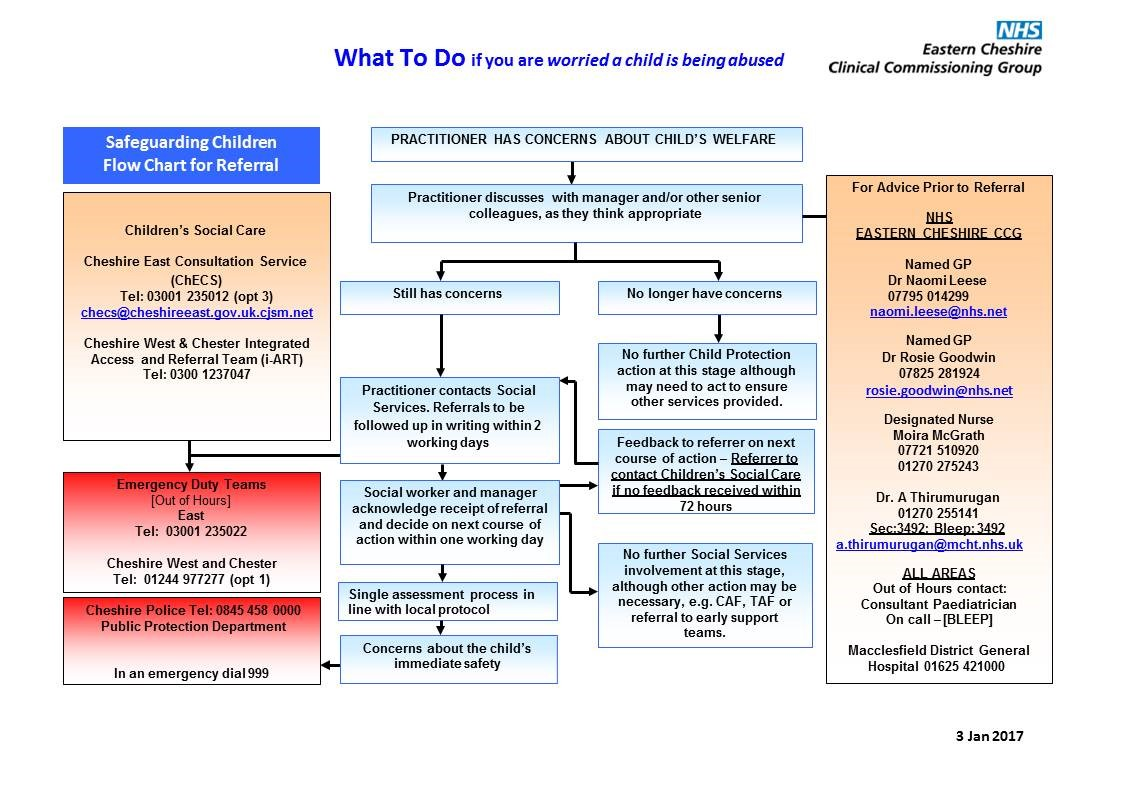 NHS
Eastern Cheshire
Clinical Commissioning Group
What To Do if you are worried a child is being abused
Safeguarding Children
Flow Chart for Referral
Children's Social Care
Cheshire East Consultation Service
(ChECS)
Tel: 03001 235012 (opt 3)
checs@cheshireeast.gov.uk.cjsm.net
Cheshire West & Chester Integrated
Access and Referral Team (i-ART)
Tel: 0300 1237047
Emergency Duty Teams
[Out of Hours]
East
Tel: 03001 235022
Cheshire West and Chester
Tel: 01244 977277 (opt 1)
Cheshire Police Tel: 0845 458 0000
Public Protection Department
In an emergency dial 999
PRACTITIONER HAS CONCERNS ABOUT CHILD'S WELFARE
Practitioner discusses with manager and/or other senior
colleagues, as they think appropriate
Still has concerns
No longer have concerns
No further Child Protection
action at this stage although
may need to act to ensure
other services provided.
Practitioner contacts Social
Services. Referrals to be
followed up in writing within 2
working days
Feedback to referrer on next
course of action – Referrer to
contact Children's Social Care
if no feedback received within
72 hours
Social worker and manager
acknowledge receipt of referral
and decide on next course of
action within one working day
No further Social Services
involvement at this stage,
although other action may be
necessary, e.g. CAF, TAF or
referral to early support
teams.
Single assessment process in
line with local protocol
Concerns about the child's
immediate safety
For Advice Prior to Referral
NHS
EASTERN CHESHIRE CCG
Named GP
Dr Naomi Leese
07795 014299
naomi.leese@nhs.net
Named GP
Dr Rosie Goodwin
07825 281924
rosie.goodwin@nhs.net
Designated Nurse
Moira McGrath
07721 510920
01270 275243
Dr. A Thirumurugan
01270 255141
Sec:3492: Bleep: 3492
a.thirumurugan@mcht.nhs.uk
ALL AREAS
Out of Hours contact:
Consultant Paediatrician
On call – [BLEEP]
Macclesfield District General
Hospital 01625 421000
3 Jan 2017